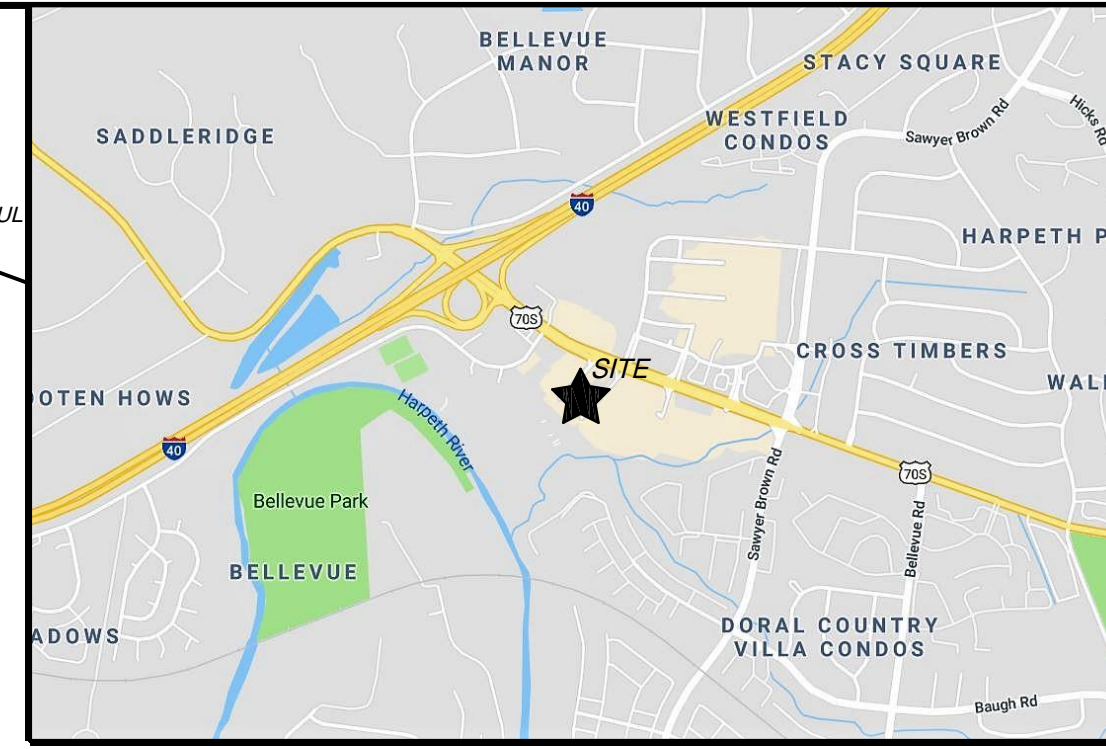 BELLEVUE
MANOR
STACY SQUARE
SADDLERIDGE
WESTFIELD
CONDOS
Sawyer Brown Rd
Hicks Rd
UL
40
HARPETH P
70S
SITE
CROSS TIMBERS
WAL
OTEN HOWS
Harpeth River
40
70S
Bellevue Park
Sawyer Brown Rd
Bellevue Rd
BELLEVUE
ADOWS
DORAL COUNTRY
VILLA CONDOS
Baugh Rd